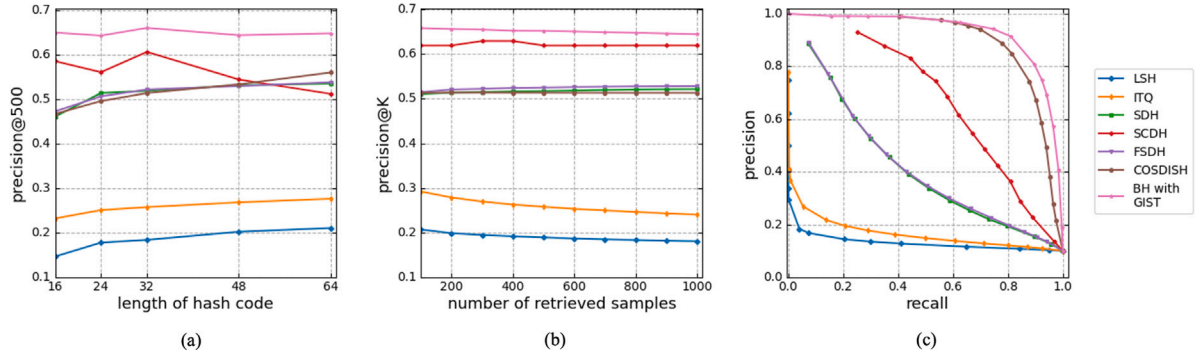 0.7
0.6
0.5
0.4
0.3
0.2
0.1
precision@500
16
24
32
48
64
length of hash code
(a)
0.7
0.6
0.5
0.4
0.3
0.2
0.1
precision@K
200
400
600
800
1000
number of retrieved samples
(b)
1.0
0.8
0.6
0.4
0.2
0.0
precision
0.0
0.2
0.4
0.6
0.8
1.0
recall
(c)
LSH
ITQ
SDH
SCDH
FSDH
COSDISH
BH with
GIST